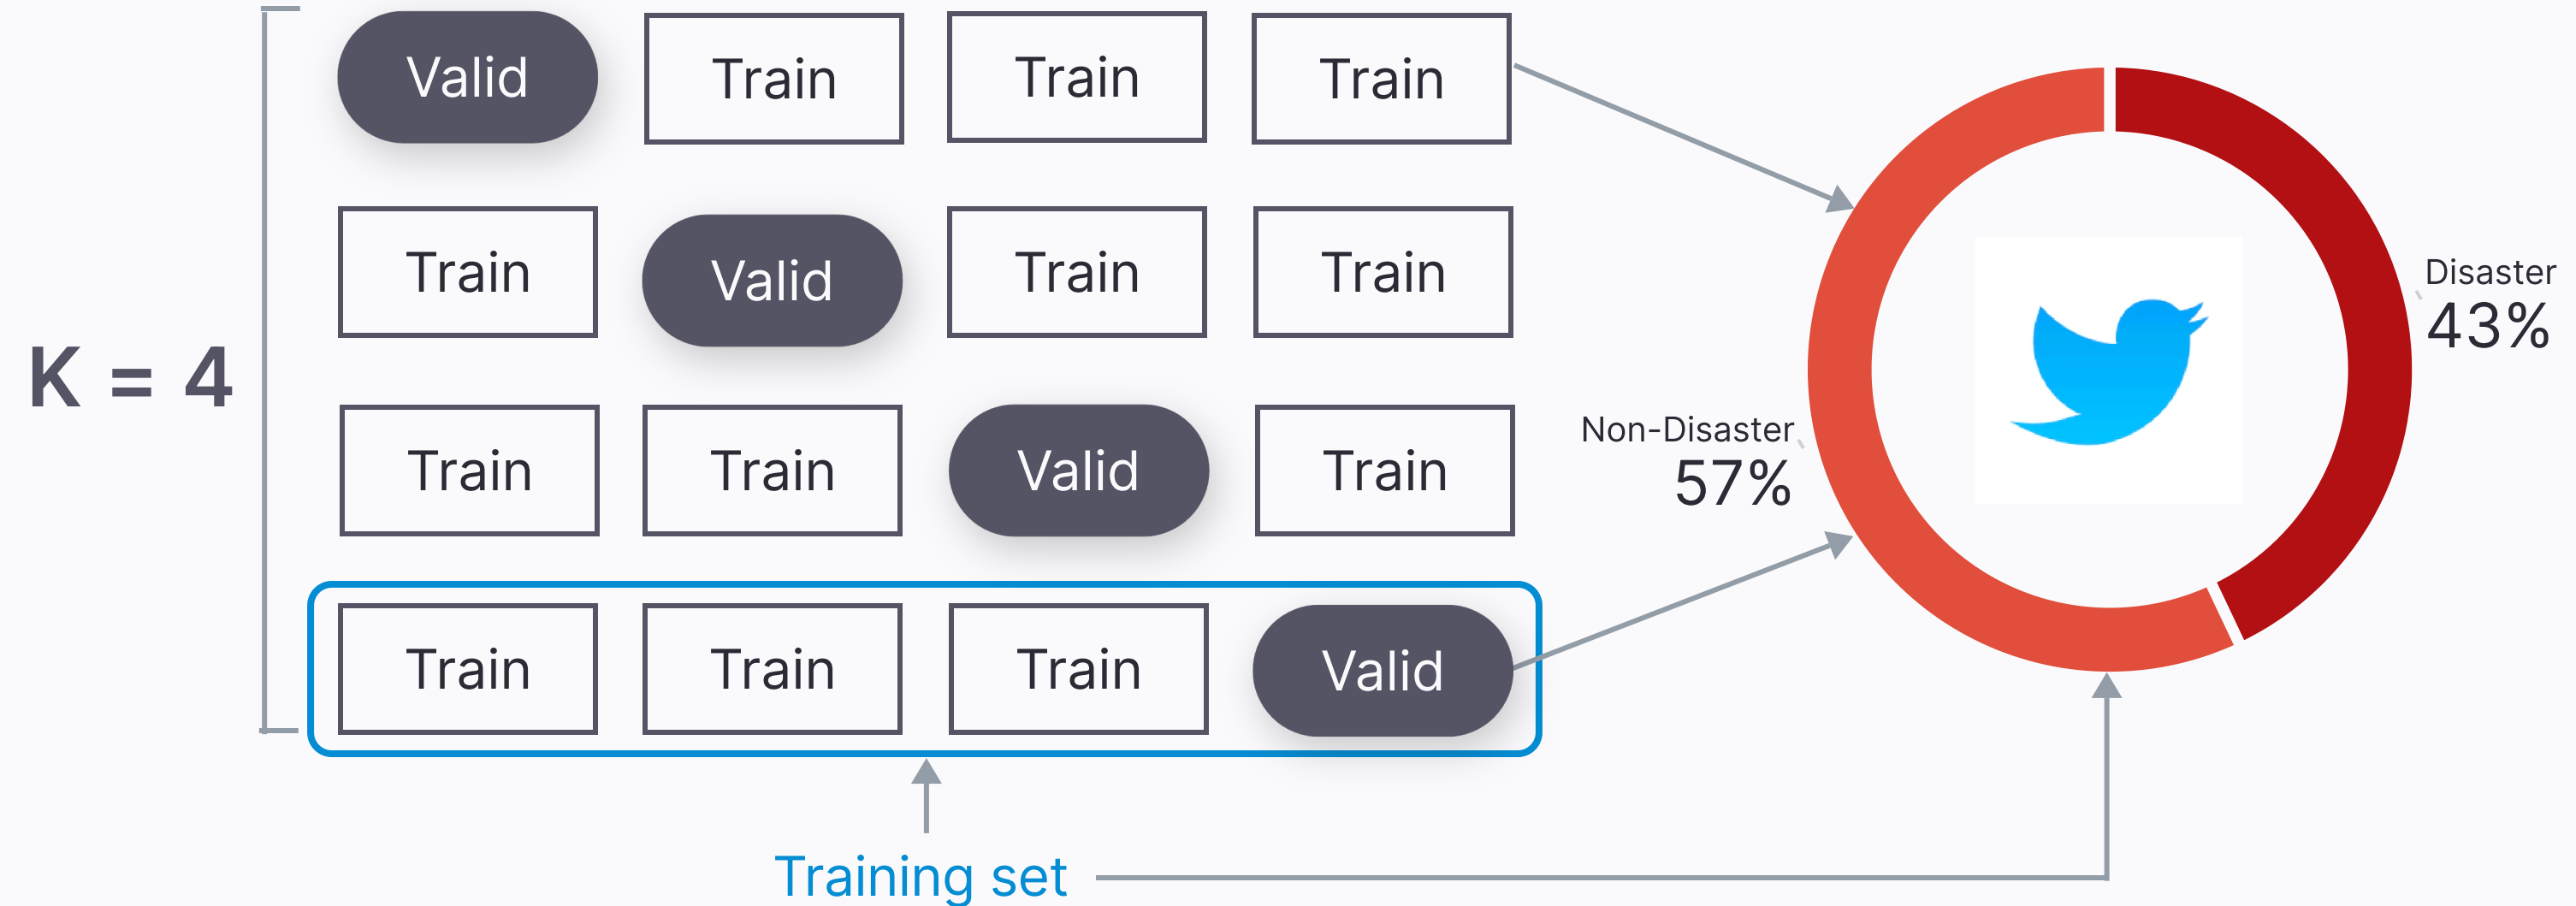 Valid Train Train Train
Train Valid Train Train
K = 4
Train Train Valid Train
Train Train Train Valid
Training set
Disaster
43%
Non-Disaster
57%